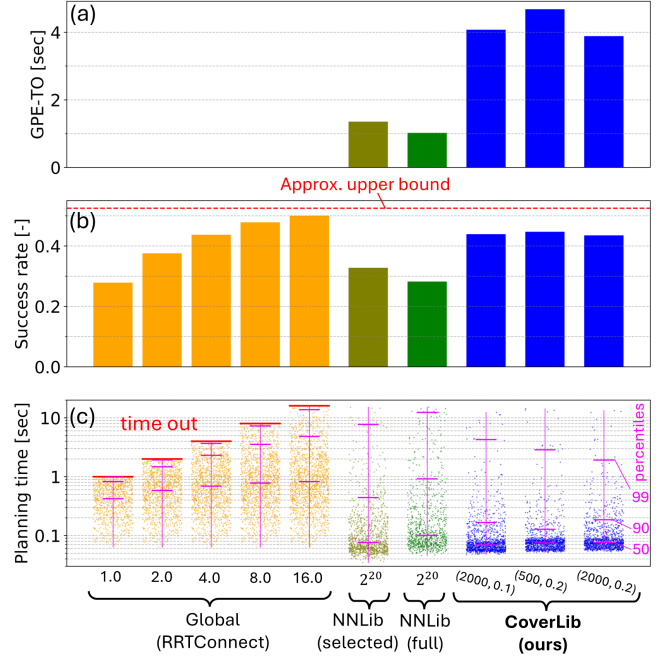 (a)
GPE-TO [sec]
4
2
0
Approx. upper bound
(b)
Success rate [-]
0.4
0.2
0.0
(c)
Planning time [sec]
10
1
0.1
time out
percentiles
99
90
50
1.0 2.0 4.0 8.0 16.0 2^20 2^20 (2000, 0.1) (500, 0.2) (2000, 0.2)
Global NNLib NNLib CoverLib
(RRTConnect) (selected) (full) (ours)